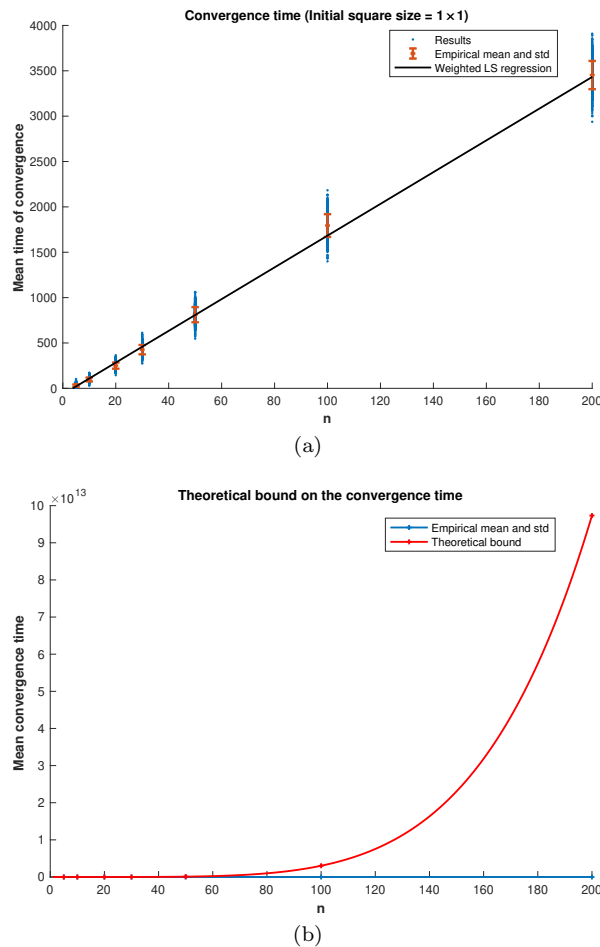 Convergence time (Initial square size = 1×1)
Results
Empirical mean and std
Weighted LS regression
Mean time of convergence
4000
3500
3000
2500
2000
1500
1000
500
0
0 20 40 60 80 100 120 140 160 180 200
n
(a)
Theoretical bound on the convergence time
×10^13
Empirical mean and std
Theoretical bound
Mean convergence time
10
9
8
7
6
5
4
3
2
1
0
0 20 40 60 80 100 120 140 160 180 200
n
(b)